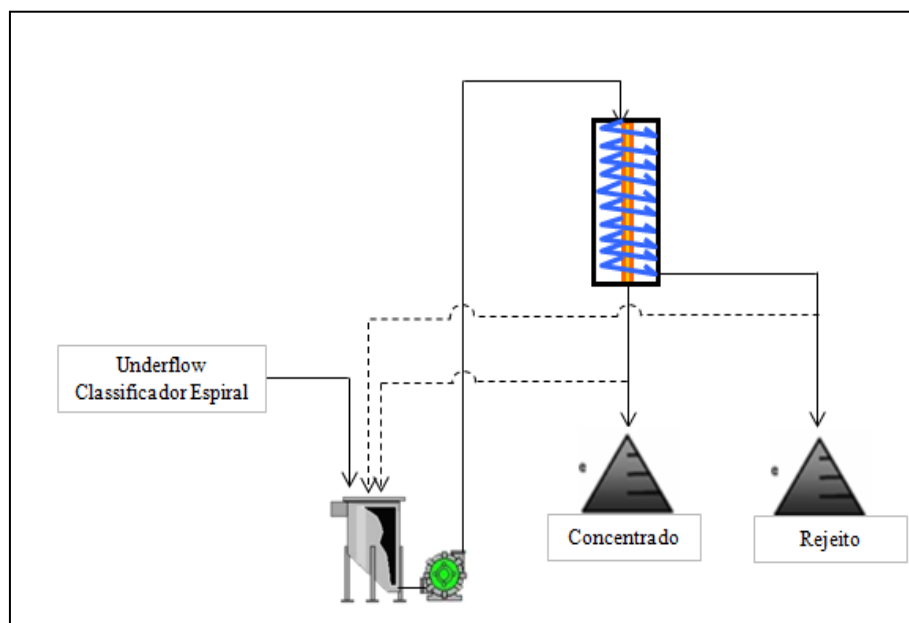 Underflow
Classificador Espiral
e
e
Concentrado
Rejeito